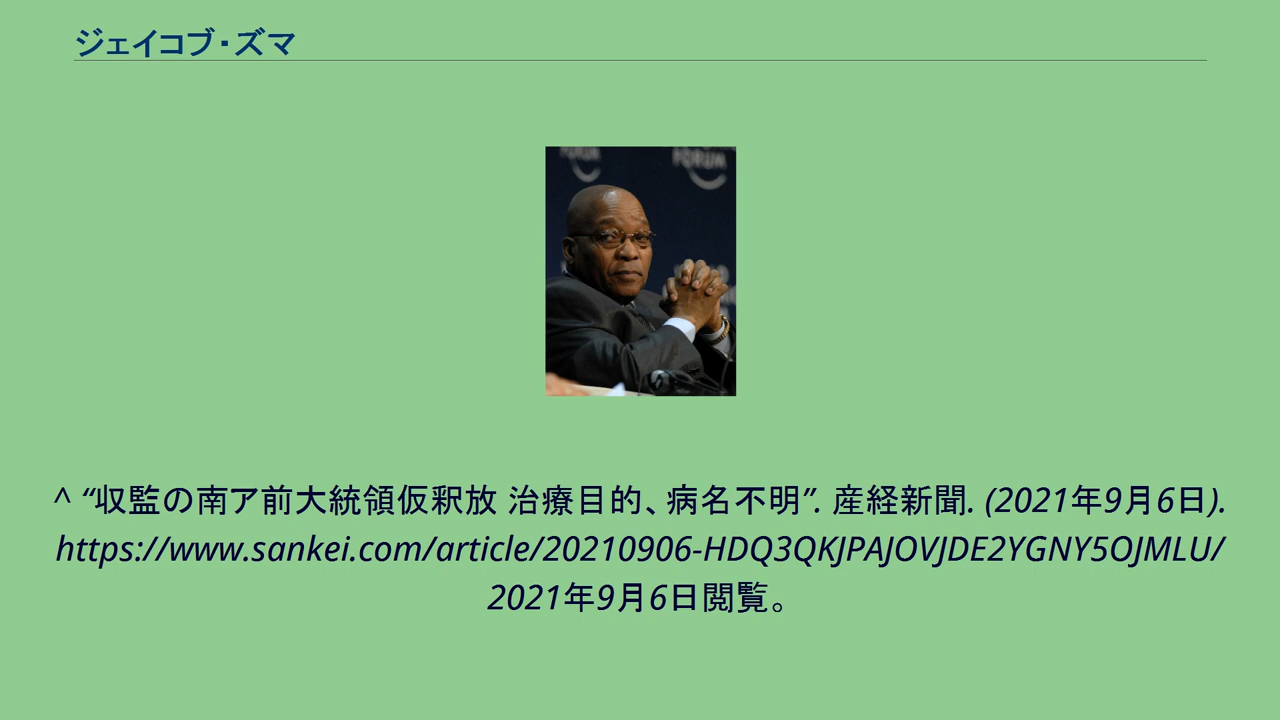 ジェイコブ・ズマ
FORUM
^ “収監の南ア前大統領仮釈放 治療目的、病名不明”. 産経新聞. (2021年9月6日).
https://www.sankei.com/article/20210906-HDQ3QKJPAJOVJDE2YGNY5OJMLU/
2021年9月6日閲覧。